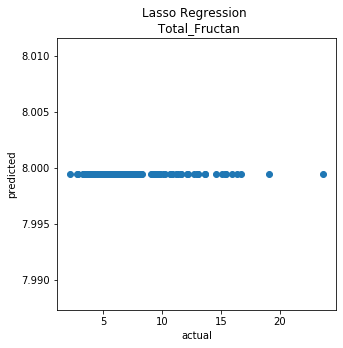 Lasso Regression
Total_Fructan
8.010
8.005
8.000
7.995
7.990
predicted
5
10
15
20
actual